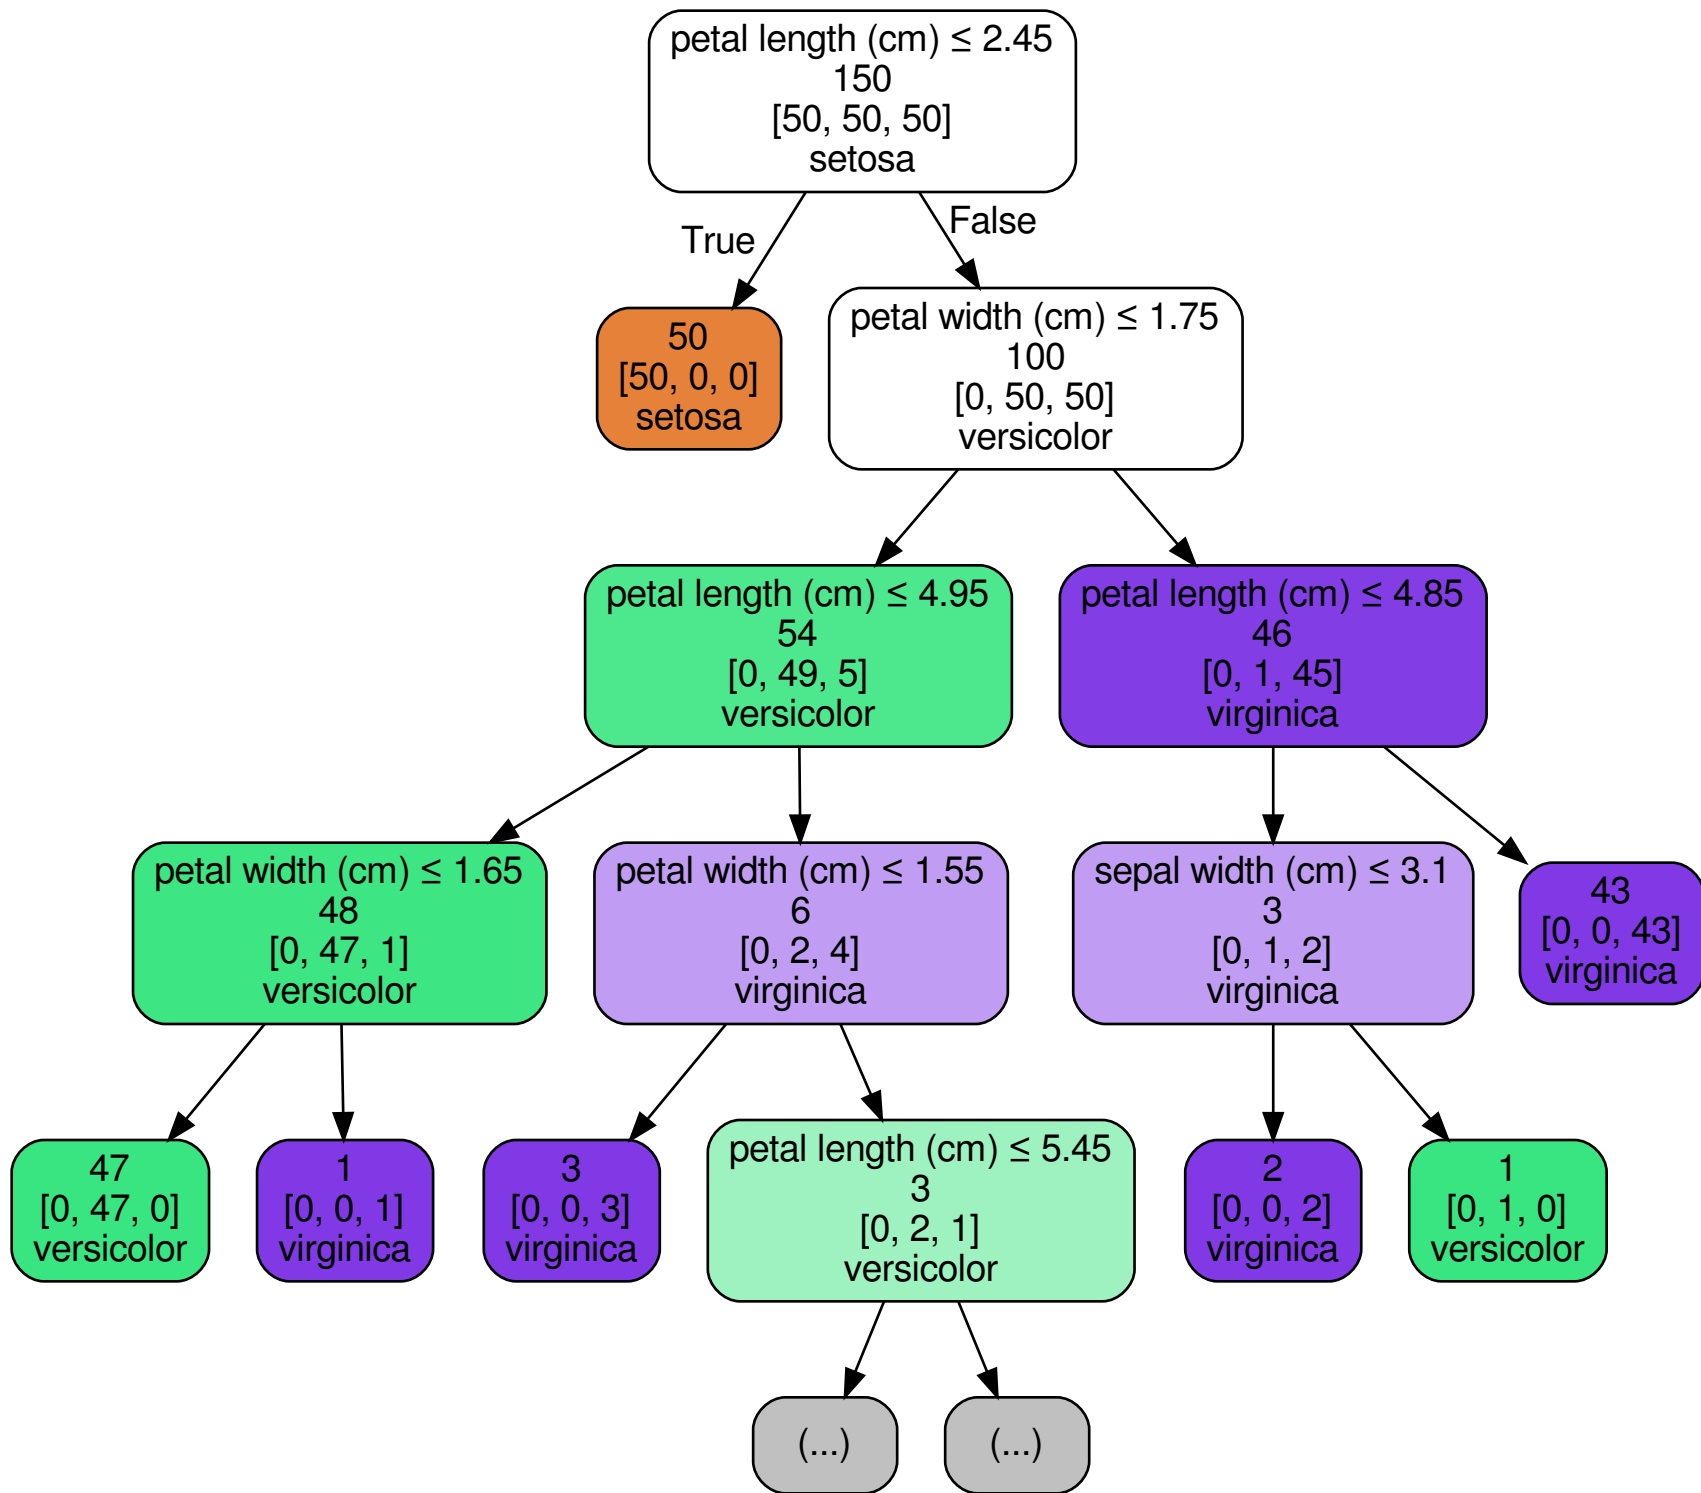 petal length (cm) ≤ 2.45
150
[50, 50, 50]
setosa
True
False
50
[50, 0, 0]
setosa
petal width (cm) ≤ 1.75
100
[0, 50, 50]
versicolor
petal length (cm) ≤ 4.95
54
[0, 49, 5]
versicolor
petal length (cm) ≤ 4.85
46
[0, 1, 45]
virginica
petal width (cm) ≤ 1.65
48
[0, 47, 1]
versicolor
petal width (cm) ≤ 1.55
6
[0, 2, 4]
virginica
sepal width (cm) ≤ 3.1
3
[0, 1, 2]
virginica
43
[0, 0, 43]
virginica
47
[0, 47, 0]
versicolor
1
[0, 0, 1]
virginica
3
[0, 0, 3]
virginica
petal length (cm) ≤ 5.45
3
[0, 2, 1]
versicolor
2
[0, 0, 2]
virginica
1
[0, 1, 0]
versicolor
(...)
(...)